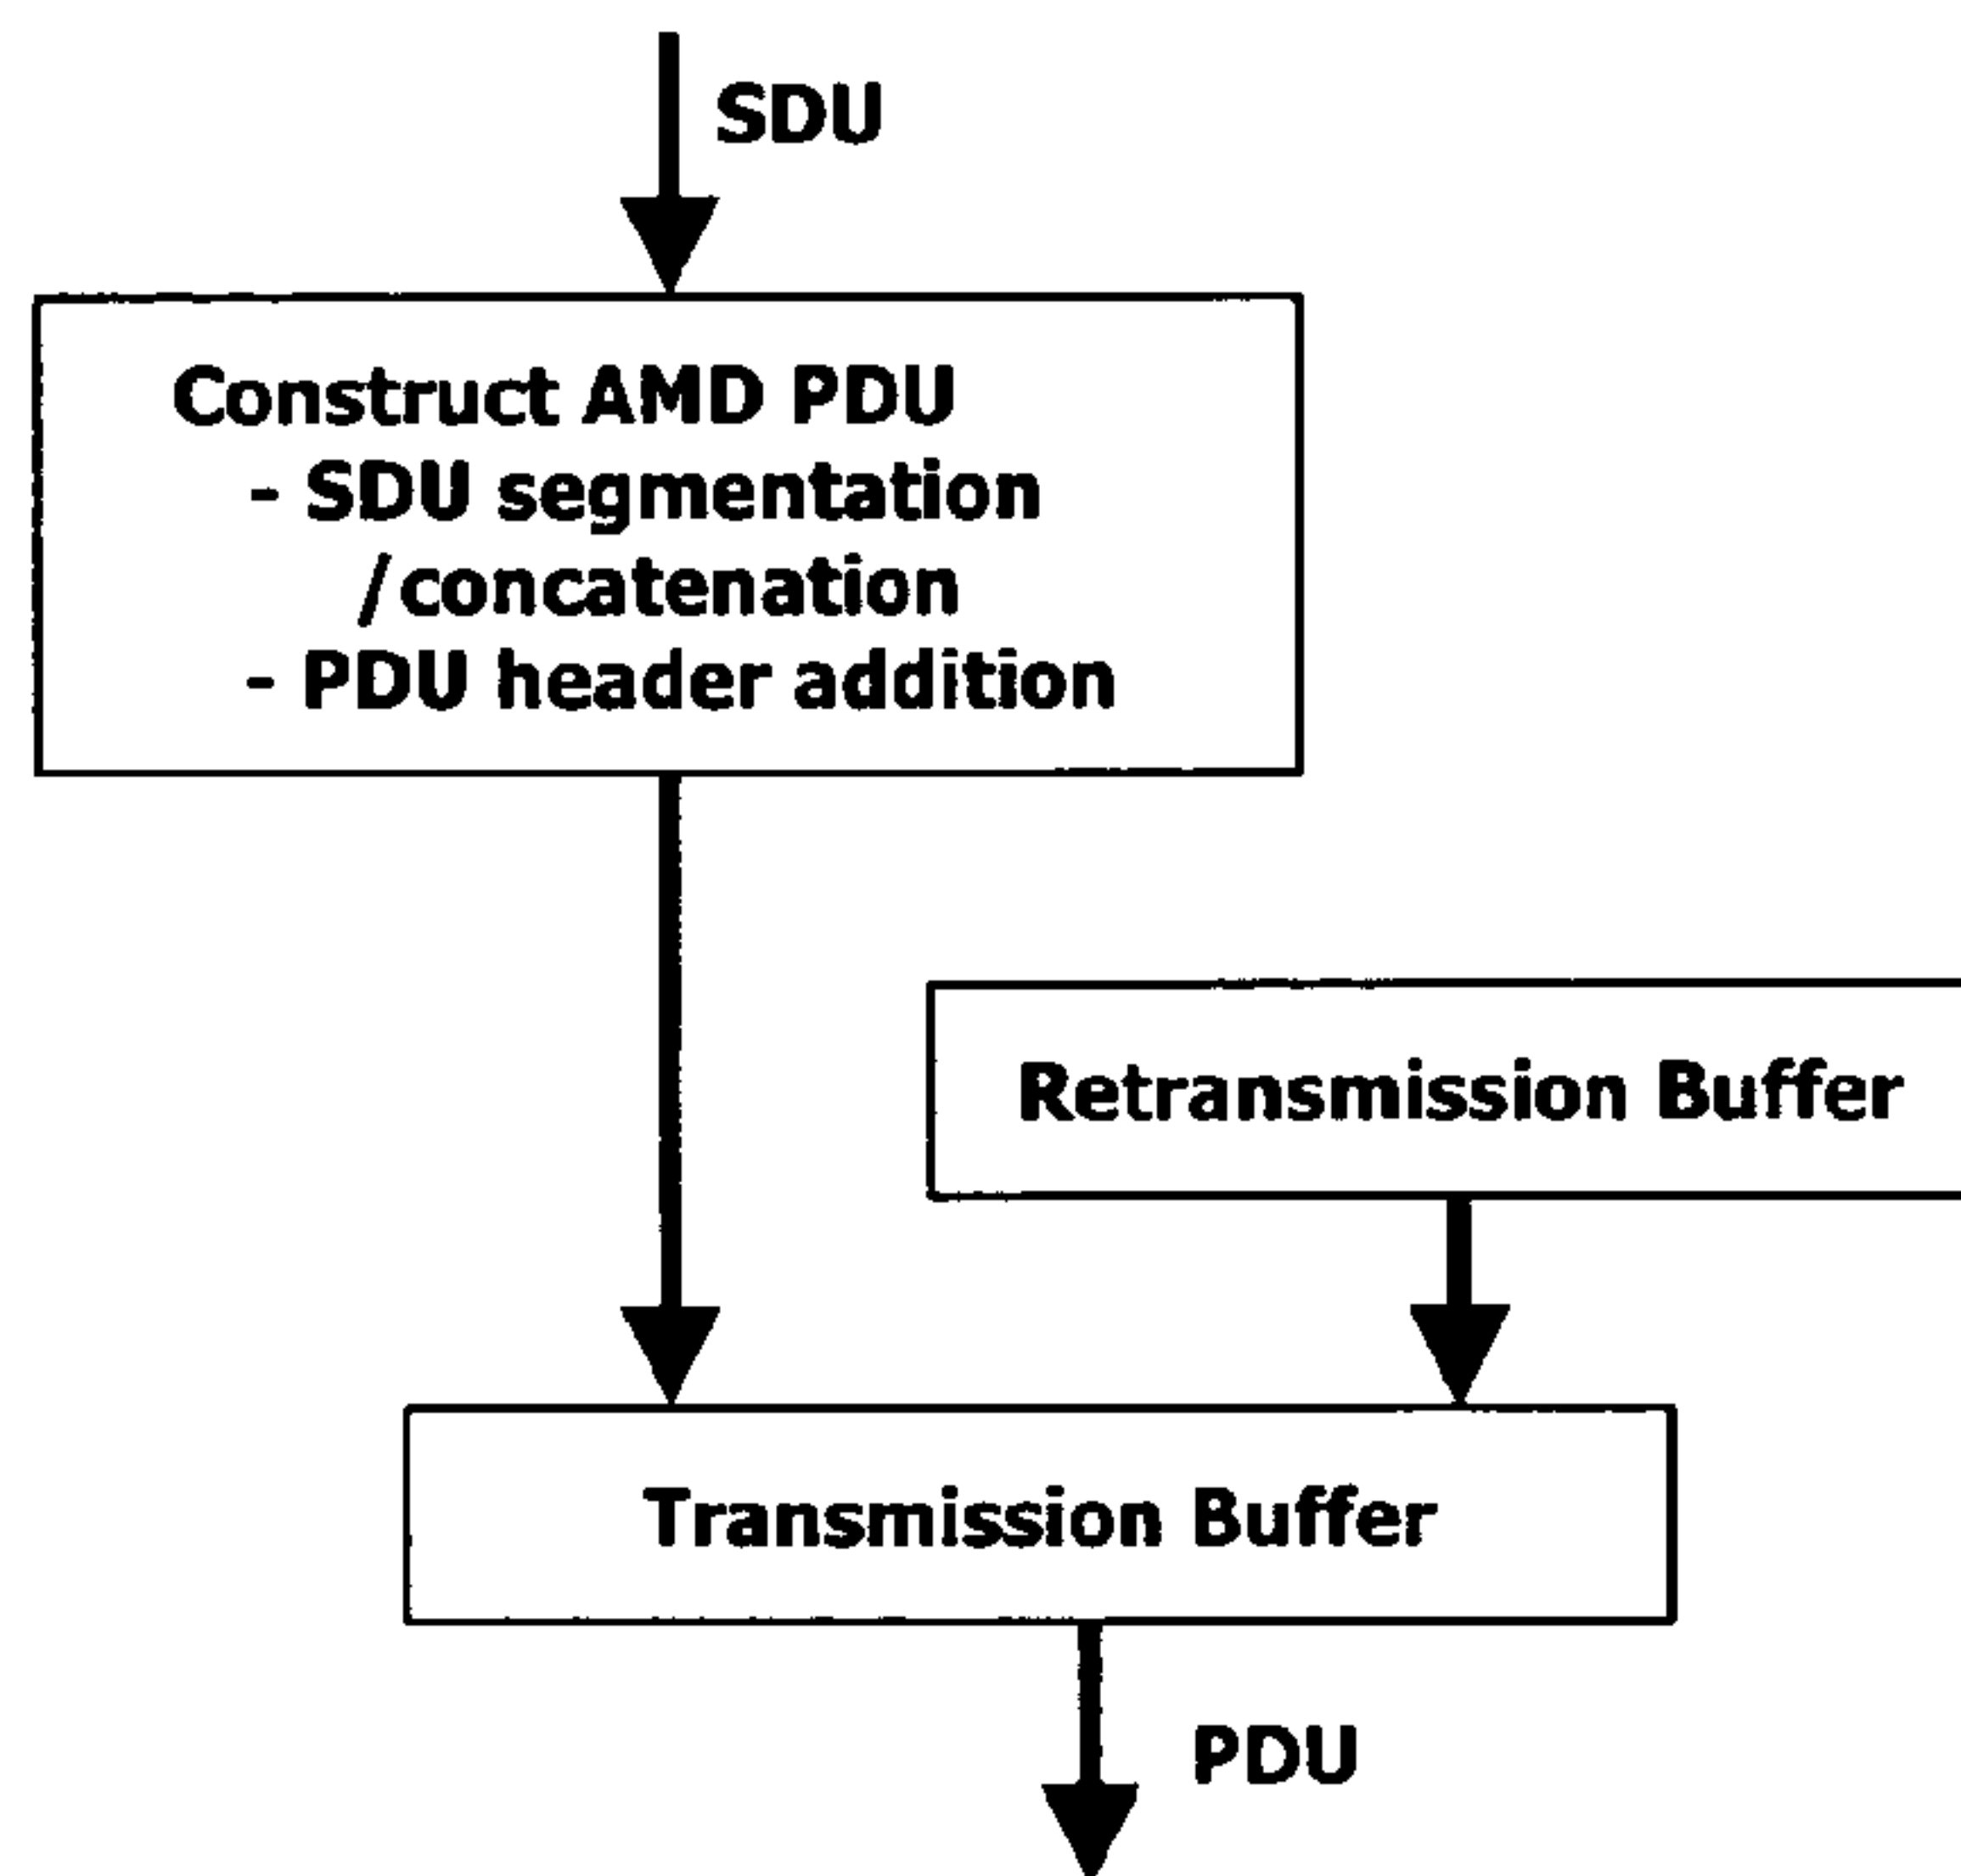 SDU
Construct AMD PDU
- SDU segmentation
/concatenation
- PDU header addition
Retransmission Buffer
Transmission Buffer
PDU